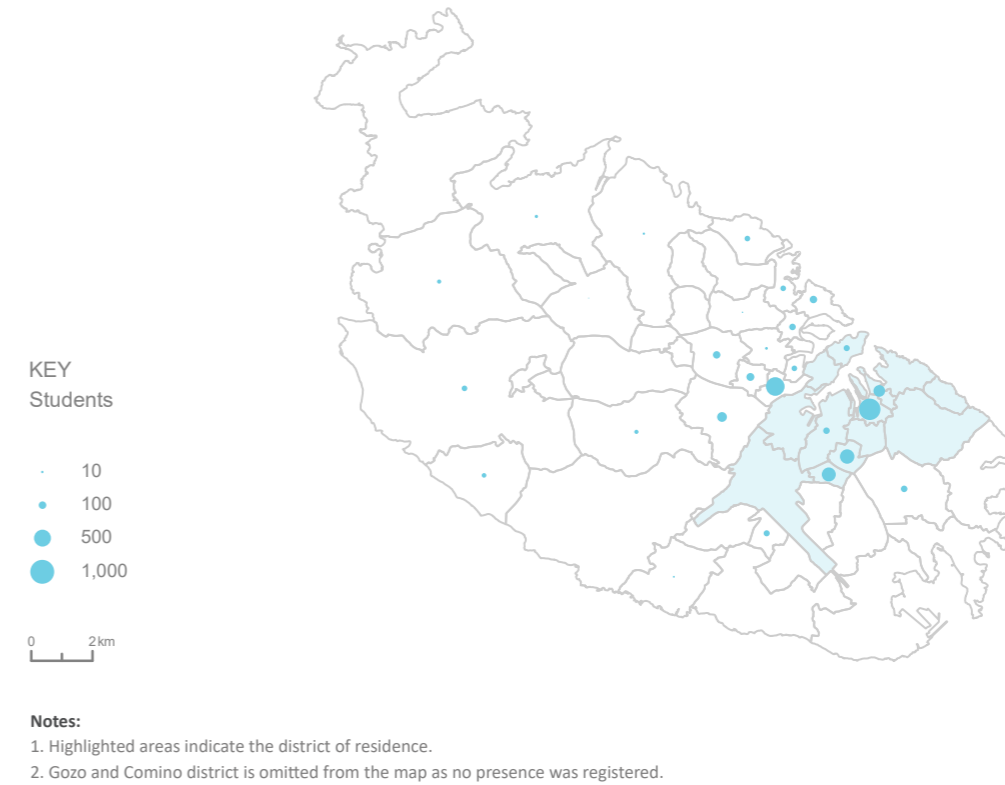 KEY
Students
10
100
500
1,000
0 2 km
Notes:
1. Highlighted areas indicate the district of residence.
2. Gozo and Comino district is omitted from the map as no presence was registered.